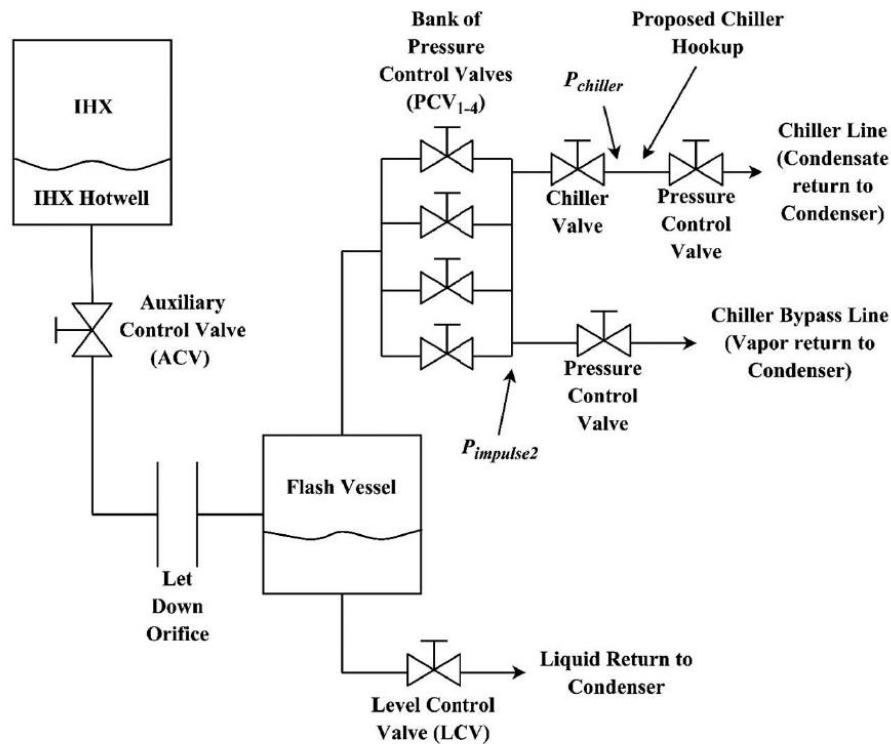 IHX
IHX Hotwell
Auxiliary
Control Valve
(ACV)
Let
Down
Orifice
Flash Vessel
Level Control
Valve (LCV)
Liquid Return to
Condenser
Bank of
Pressure
Control Valves
(PCV₁₋₄)
P_chiller
Proposed Chiller
Hookup
Chiller
Valve
Pressure
Control
Valve
Chiller Line
(Condensate
return to
Condenser)
P_impulse2
Pressure
Control
Valve
Chiller Bypass Line
(Vapor return to
Condenser)